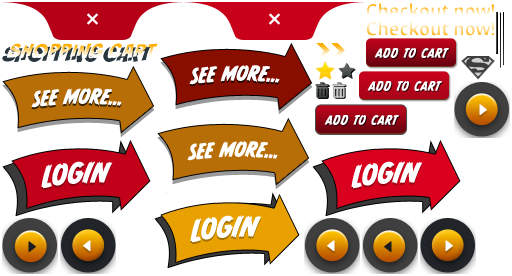 Checkout now!
Checkout now!
SHOPPING CART
ADD TO CART
SEE MORE...
SEE MORE...
ADD TO CART
ADD TO CART
SEE MORE...
LOGIN
LOGIN
LOGIN